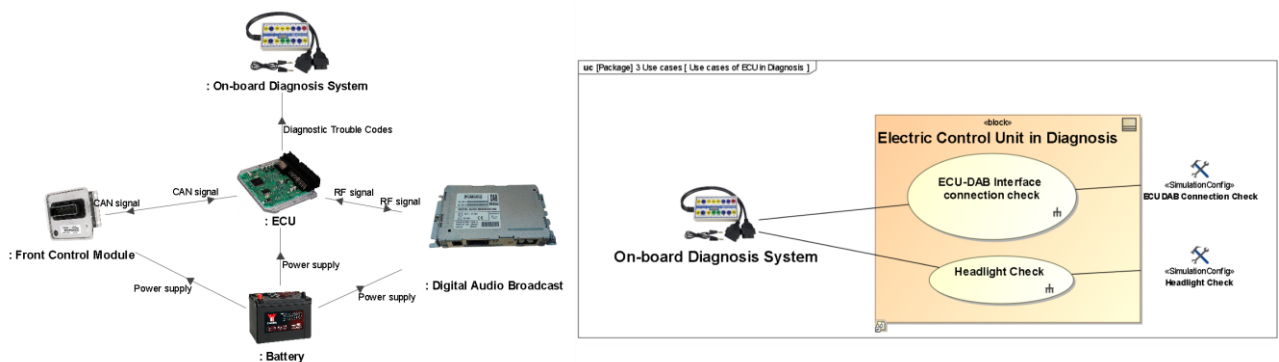 : On-board Diagnosis System
Diagnostic Trouble Codes
CAN signal
CAN signal
RF signal
RF signal
: ECU
: Front Control Module
Power supply
Power supply
Power supply
: Digital Audio Broadcast
: Battery
uc [Package] 3 Use cases [ Use cases of ECU in Diagnosis ]
«block»
Electric Control Unit in Diagnosis
ECU-DAB Interface
connection check
«SimulationConfig»
ECU DAB Connection Check
On-board Diagnosis System
Headlight Check
«SimulationConfig»
Headlight Check